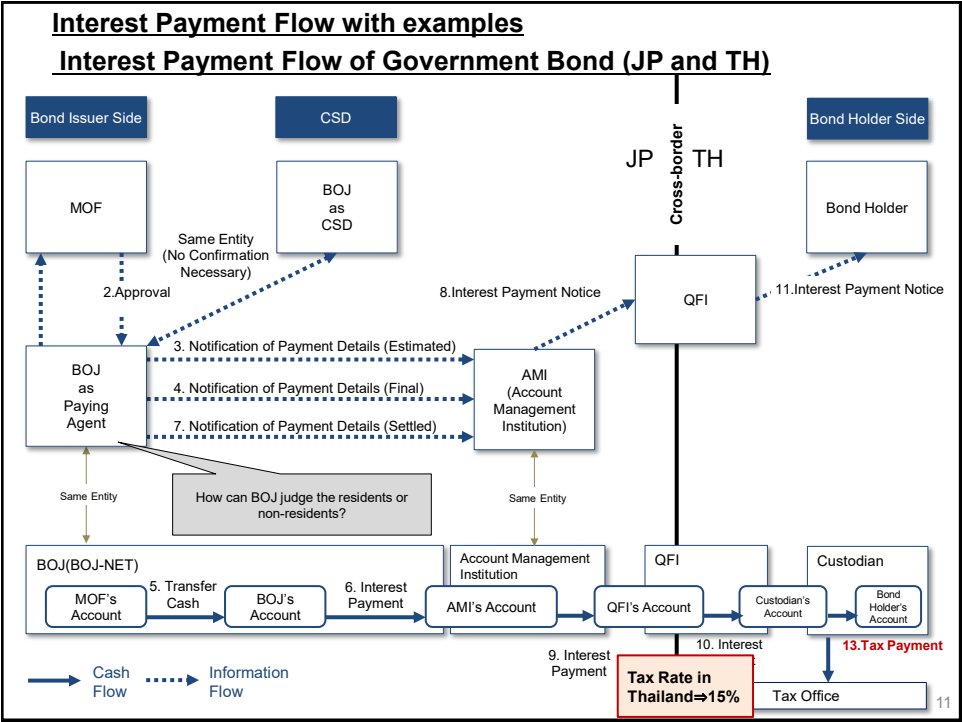 Interest Payment Flow with examples
Interest Payment Flow of Government Bond (JP and TH)
Bond Issuer Side
CSD
Bond Holder Side
Cross-border
JP
TH
MOF
BOJ
as
CSD
Bond Holder
Same Entity
(No Confirmation
Necessary)
2.Approval
8.Interest Payment Notice
QFI
11.Interest Payment Notice
3. Notification of Payment Details (Estimated)
BOJ
as
Paying
Agent
4. Notification of Payment Details (Final)
AMI
(Account
Management
Institution)
7. Notification of Payment Details (Settled)
Same Entity
How can BOJ judge the residents or
non-residents?
Same Entity
BOJ(BOJ-NET)
Account Management
Institution
QFI
Custodian
MOF's
Account
5. Transfer
Cash
BOJ's
Account
6. Interest
Payment
AMI's Account
QFI's Account
Custodian's
Account
Bond
Holder's
Account
9. Interest
Payment
10. Interest
13.Tax Payment
Cash
Flow
Information
Flow
Tax Rate in
Thailand⇒15%
Tax Office
11